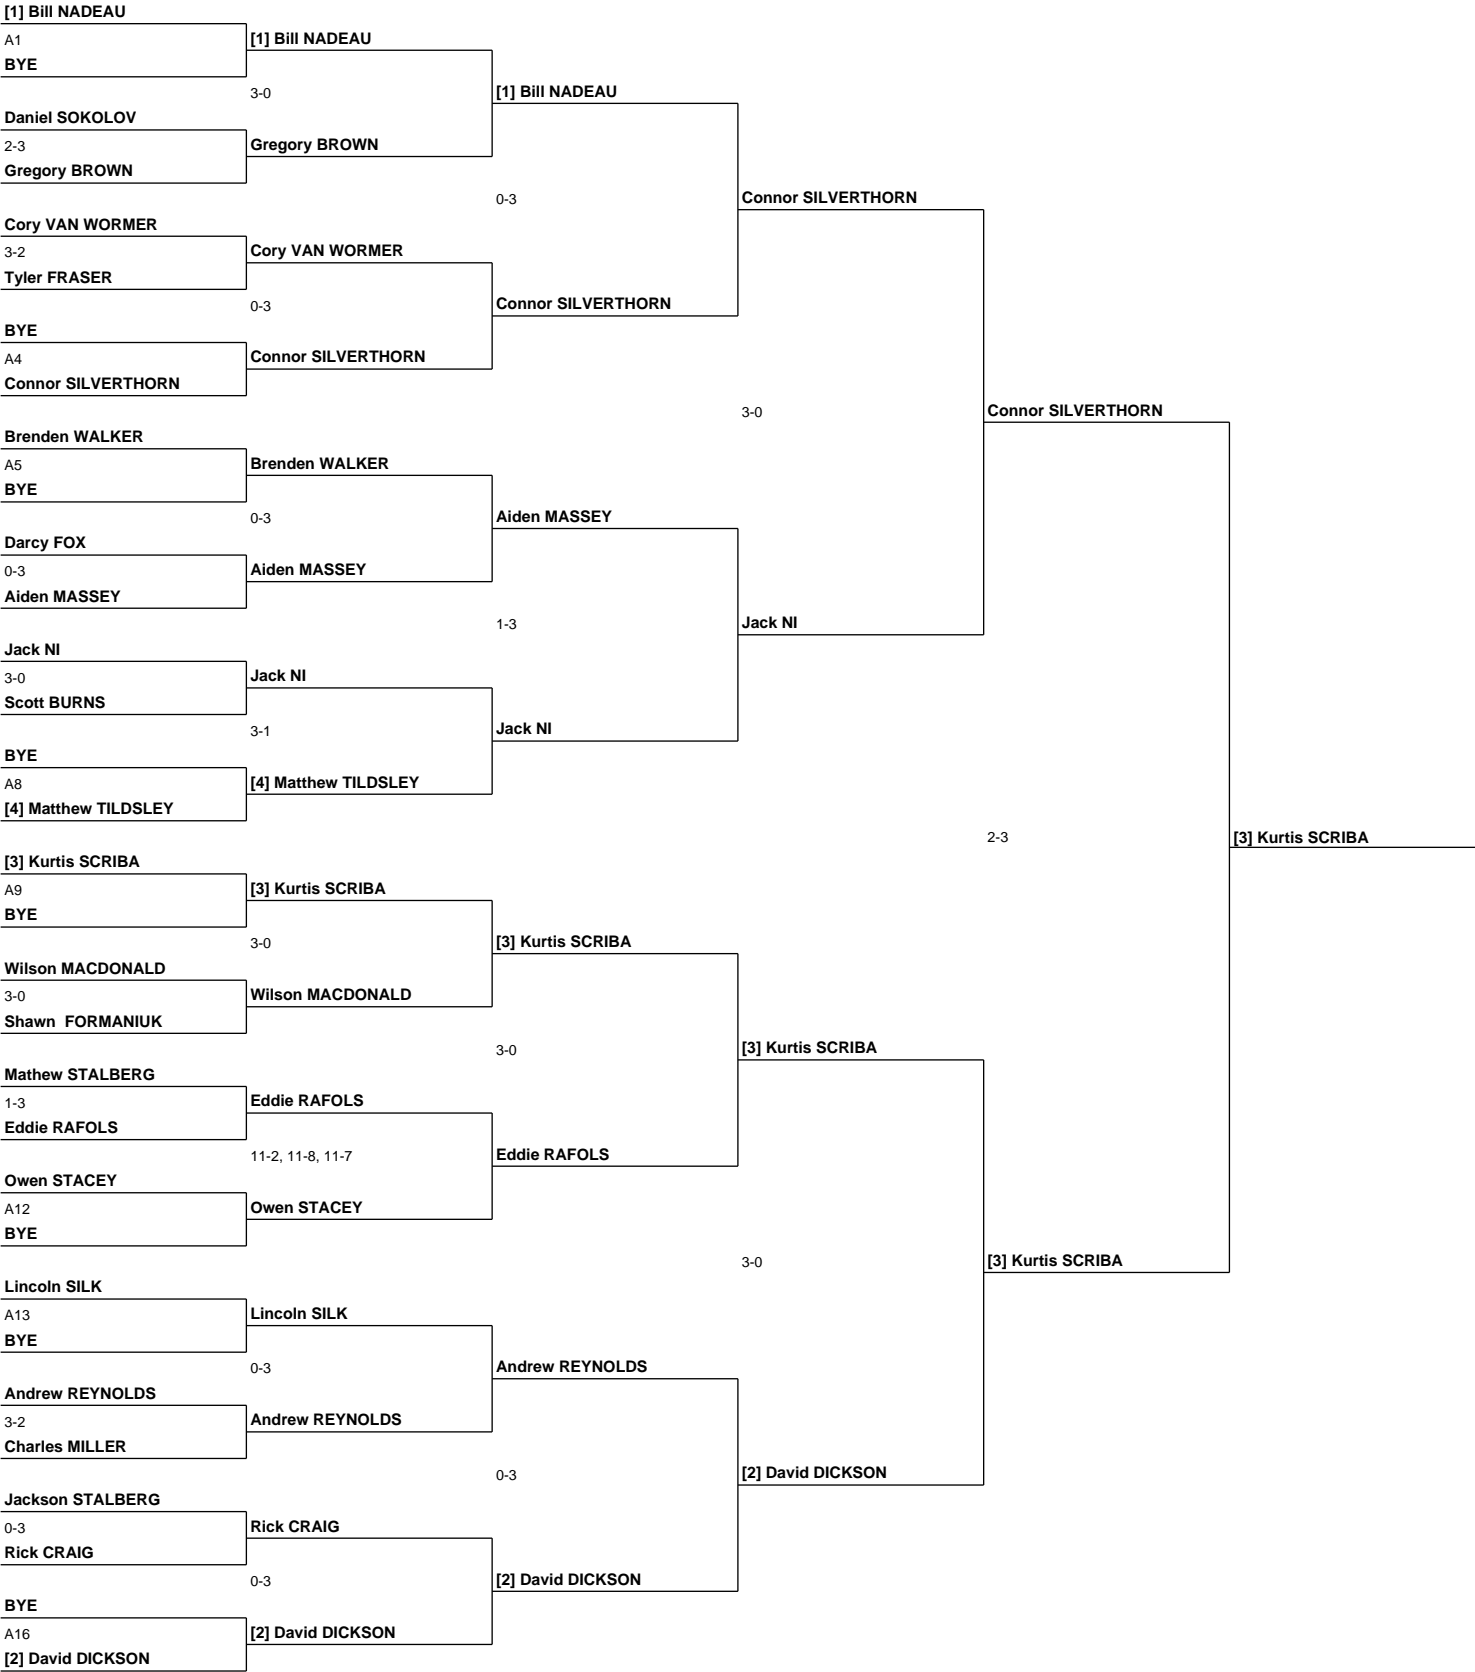 [1] Bill NADEAU
A1
BYE
Daniel SOKOLOV
2-3
Gregory BROWN
Cory VAN WORMER
3-2
Tyler FRASER
BYE
A4
Connor SILVERTHORN
Brenden WALKER
A5
BYE
Darcy FOX
0-3
Aiden MASSEY
Jack NI
3-0
Scott BURNS
BYE
A8
[4] Matthew TILDSLEY
[3] Kurtis SCRIBA
A9
BYE
Wilson MACDONALD
3-0
Shawn  FORMANIUK
Mathew STALBERG
1-3
Eddie RAFOLS
Owen STACEY
A12
BYE
Lincoln SILK
A13
BYE
Andrew REYNOLDS
3-2
Charles MILLER
Jackson STALBERG
0-3
Rick CRAIG
BYE
A16
[2] David DICKSON
[1] Bill NADEAU
3-0
Gregory BROWN
Cory VAN WORMER
0-3
Connor SILVERTHORN
Brenden WALKER
0-3
Aiden MASSEY
Jack NI
3-1
[4] Matthew TILDSLEY
[3] Kurtis SCRIBA
3-0
Wilson MACDONALD
Eddie RAFOLS
11-2, 11-8, 11-7
Owen STACEY
Lincoln SILK
0-3
Andrew REYNOLDS
Rick CRAIG
0-3
[2] David DICKSON
[1] Bill NADEAU
0-3
Connor SILVERTHORN
Aiden MASSEY
1-3
Jack NI
[3] Kurtis SCRIBA
3-0
Eddie RAFOLS
Andrew REYNOLDS
0-3
[2] David DICKSON
Connor SILVERTHORN
3-0
Jack NI
[3] Kurtis SCRIBA
3-0
[2] David DICKSON
Connor SILVERTHORN
2-3
[3] Kurtis SCRIBA
[3] Kurtis SCRIBA